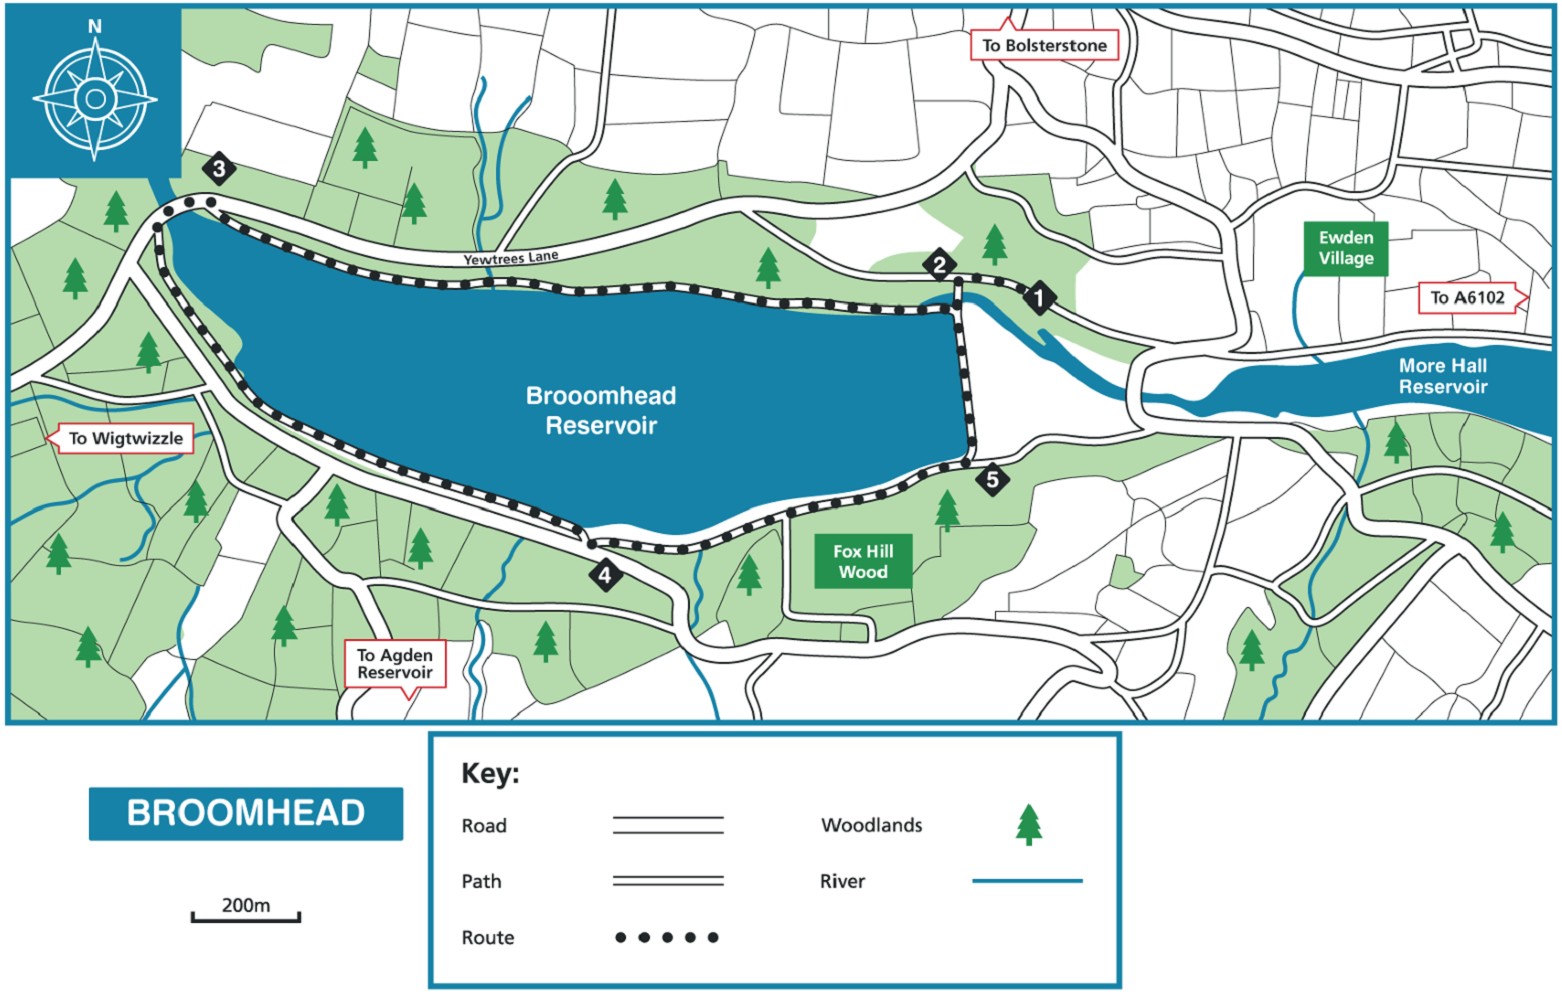 N
To Bolsterstone
3
Ewden
Village
2
Yewtrees Lane
1
To A6102
More Hall
Reservoir
Brooomhead
Reservoir
To Wigtwizzle
5
Fox Hill
Wood
4
To Agden
Reservoir
BROOMHEAD
200m
Key:
Road
Woodlands
Path
River
Route